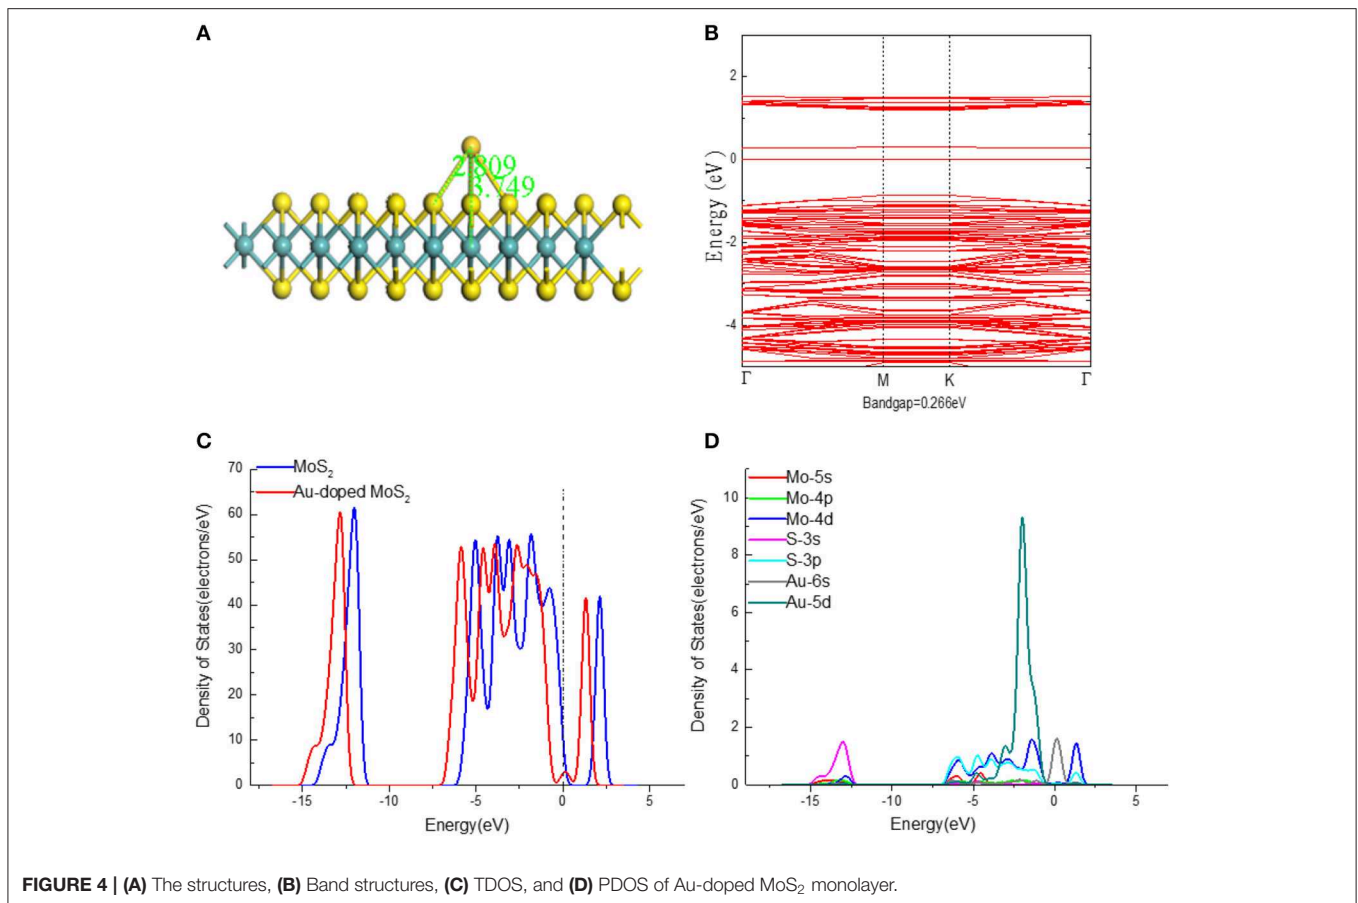 A
2.809
3.749
B
2
0
-2
-4
Energy (eV)
Γ M K Γ
Bandgap=0.266eV
C
MoS2
Au-doped MoS2
70
60
50
40
30
20
10
0
Density of States(electrons/eV)
-15 -10 -5 0 5
Energy(eV)
D
Mo-5s
Mo-4p
Mo-4d
S-3s
S-3p
Au-6s
Au-5d
10
8
6
4
2
0
Density of States(electrons/eV)
-15 -10 -5 0 5
Energy(eV)
FIGURE 4 | (A) The structures, (B) Band structures, (C) TDOS, and (D) PDOS of Au-doped MoS2 monolayer.